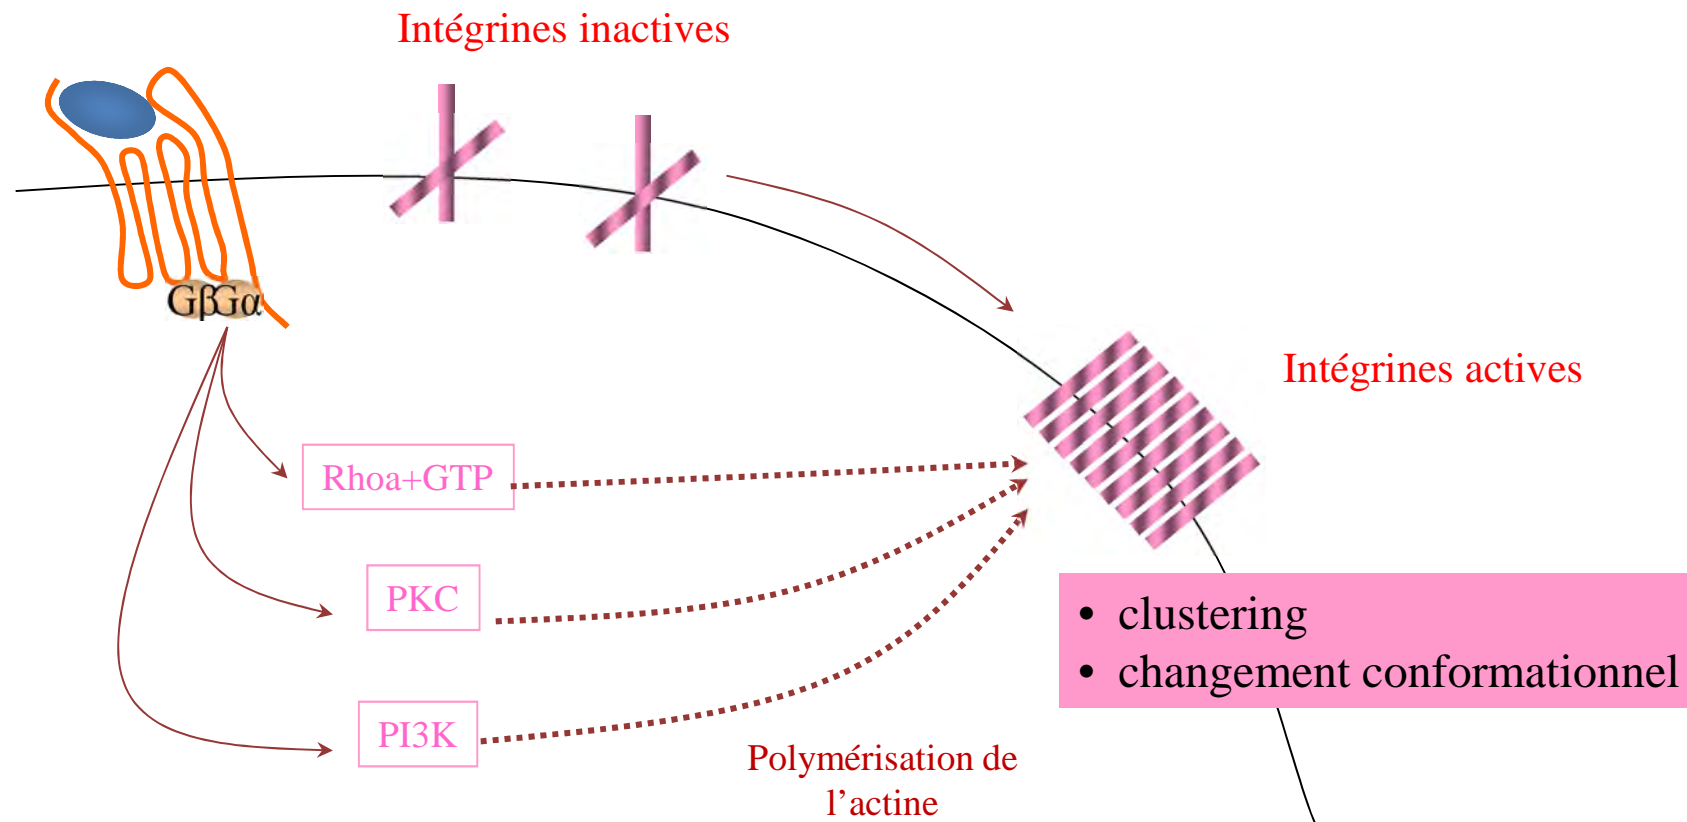 Intégrines inactives
GβGα
Intégrines actives
Rhoa+GTP
PKC
• clustering
• changement conformationnel
PI3K
Polymérisation de
l’actine